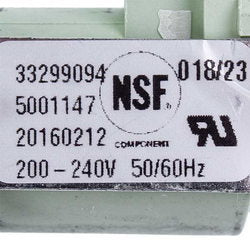 33299094 018/23
5001147 NSF®
20160212 COMPONENT
200-240V 50/60Hz